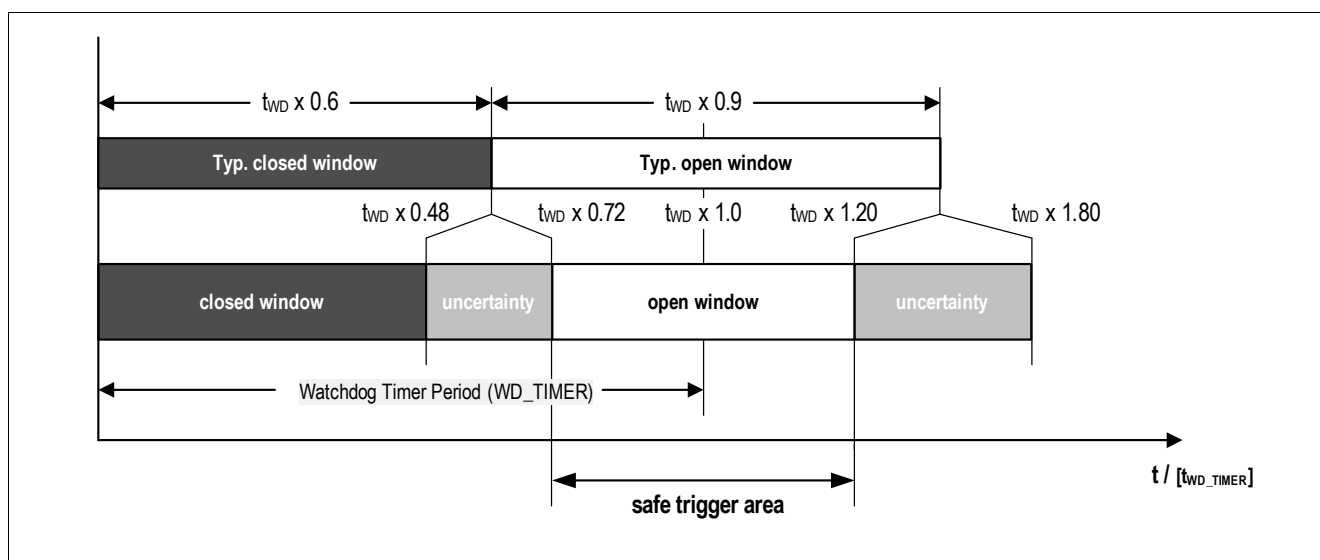 tWD x 0.6
tWD x 0.9
Typ. closed window
Typ. open window
tWD x 0.48
tWD x 0.72
tWD x 1.0
tWD x 1.20
tWD x 1.80
closed window
uncertainty
open window
uncertainty
Watchdog Timer Period (WD_TIMER)
t / [tWD_TIMER]
safe trigger area